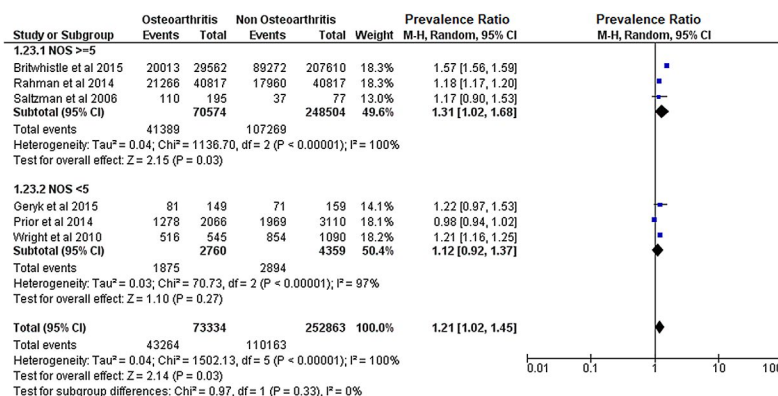 Osteoarthritis Non Osteoarthritis Prevalence Ratio Prevalence Ratio
Study or Subgroup Events Total Events Total Weight M-H, Random, 95% CI M-H, Random, 95% CI
1.23.1 NOS >=5
Britwhistle et al 2015 20013 29562 89272 207610 18.3% 1.57 [1.56, 1.59]
Rahman et al 2014 21266 40817 17960 40817 18.3% 1.18 [1.17, 1.20]
Saltzman et al 2006 110 195 37 77 13.0% 1.17 [0.90, 1.53]
Subtotal (95% CI) 70574 248504 49.6% 1.31 [1.02, 1.68]
Total events 41389 107269
Heterogeneity: Tau² = 0.04; Chi² = 1136.70, df = 2 (P < 0.00001); I² = 100%
Test for overall effect: Z = 2.15 (P = 0.03)
1.23.2 NOS <5
Geryk et al 2015 81 149 71 159 14.1% 1.22 [0.97, 1.53]
Prior et al 2014 1278 2066 1969 3110 18.1% 0.98 [0.94, 1.02]
Wright et al 2010 516 545 854 1090 18.2% 1.21 [1.16, 1.25]
Subtotal (95% CI) 2760 4359 50.4% 1.12 [0.92, 1.37]
Total events 1875 2894
Heterogeneity: Tau² = 0.03; Chi² = 70.73, df = 2 (P < 0.00001); I² = 97%
Test for overall effect: Z = 1.10 (P = 0.27)
Total (95% CI) 73334 252863 100.0% 1.21 [1.02, 1.45]
Total events 43264 110163
Heterogeneity: Tau² = 0.04; Chi² = 1502.13, df = 5 (P < 0.00001); I² = 100%
Test for overall effect: Z = 2.14 (P = 0.03)
Test for subgroup differences: Chi² = 0.97, df = 1 (P = 0.33), I² = 0%
0.01 0.1 1 10 100